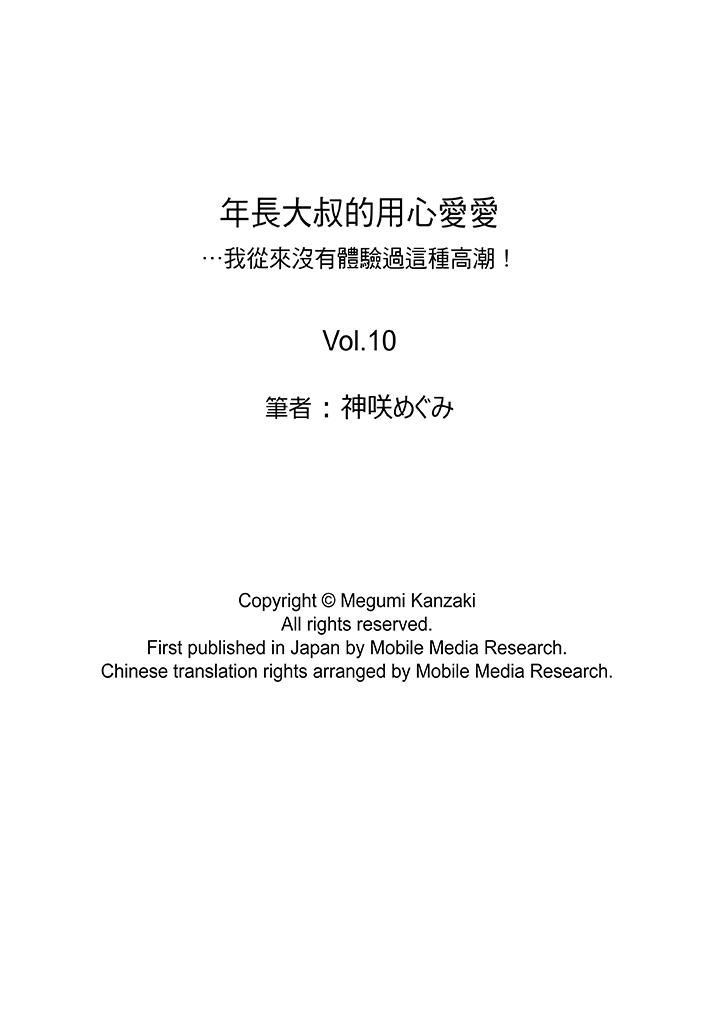 年長大叔的用心愛愛
…我從來沒有體驗過這種高潮！
Vol.10
筆者：神咲めぐみ
Copyright © Megumi Kanzaki
All rights reserved.
First published in Japan by Mobile Media Research.
Chinese translation rights arranged by Mobile Media Research.